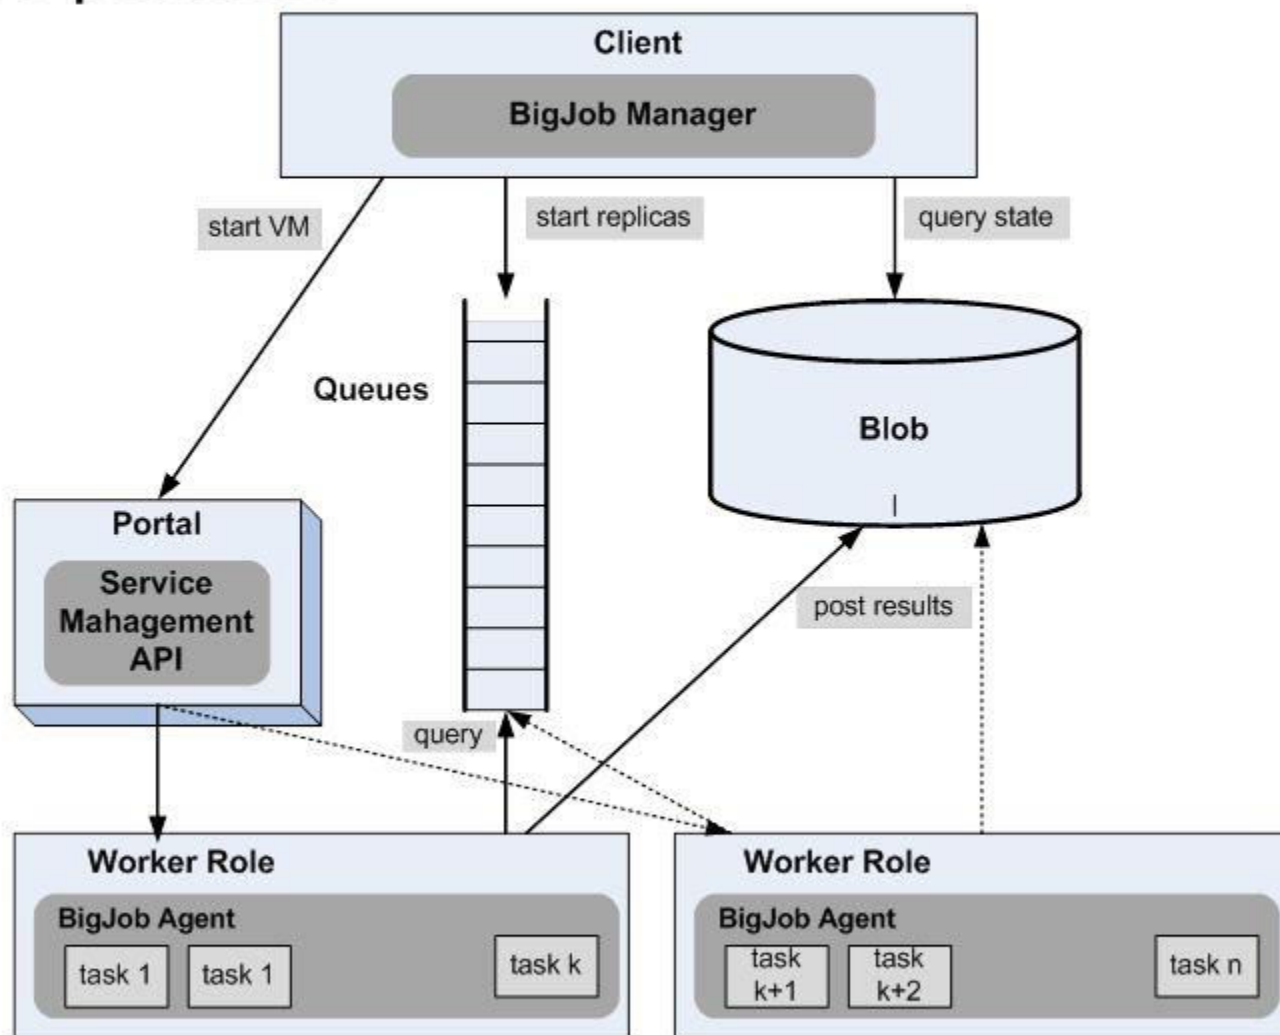 Client
BigJob Manager
start VM
start replicas
query state
Queues
Blob
Portal
Service
Mahagement
API
post results
query
Worker Role
BigJob Agent
task 1
task 1
task k
Worker Role
BigJob Agent
task
k+1
task
k+2
task n